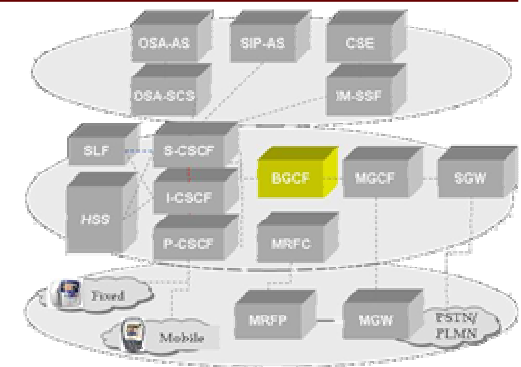 OSA-AS
SIP-AS
CSE
OSA-SCS
IM-SSF
SLF
S-CSCF
BGCF
MGCF
SGW
HSS
I-CSCF
P-CSCF
MRFC
Fixed
Mobile
MRFP
MGW
PSTN/
PLMN